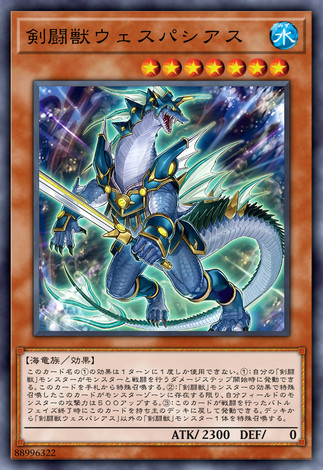 剣闘獣ウェスパシアス
水
【海竜族／効果】
このカード名の①の効果は１ターンに１度しか使用できない。①：自分の「剣
闘獣」モンスターがモンスターと戦闘を行うダメージステップ開始時に発動でき
る。このカードを手札から特殊召喚する。②：「剣闘獣」モンスターの効果で特殊
召喚したこのカードがモンスターゾーンに存在する限り、自分フィールドのモン
スターの攻撃力は５００アップする。③：このカードが戦闘を行ったバトル
フェイズ終了時にこのカードを持ち主のデッキに戻して発動できる。デッキか
ら「剣闘獣ウェスパシアス」以外の「剣闘獣」モンスター１体を特殊召喚する。
ATK/ 2300 DEF/ 0
88996322